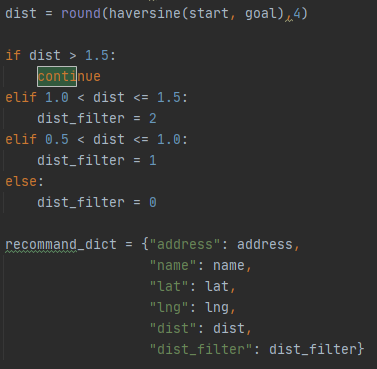 dist = round(haversine(start, goal),4)
if dist > 1.5:
    continue
elif 1.0 < dist <= 1.5:
    dist_filter = 2
elif 0.5 < dist <= 1.0:
    dist_filter = 1
else:
    dist_filter = 0
recommand_dict = {"address": address,
                  "name": name,
                  "lat": lat,
                  "lng": lng,
                  "dist": dist,
                  "dist_filter": dist_filter}